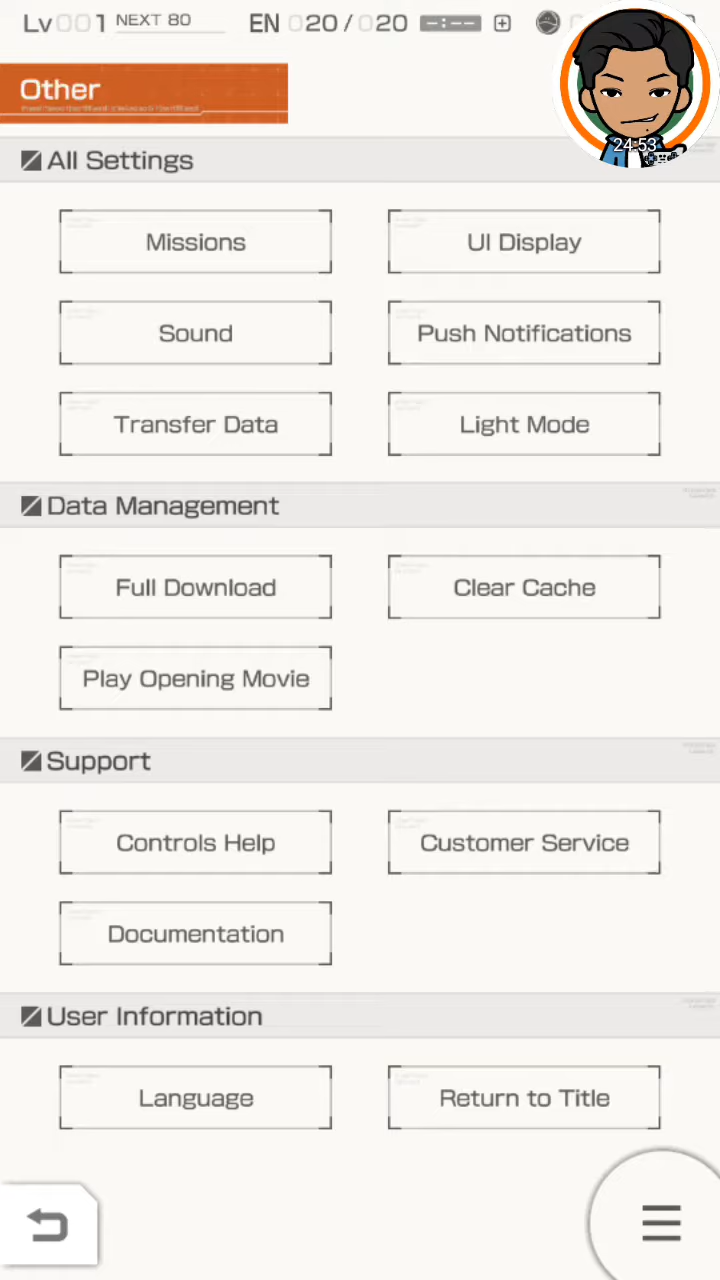 Lv001 NEXT 80 EN 020/020 -:--
Other
24:53
All Settings
Missions
UI Display
Sound
Push Notifications
Transfer Data
Light Mode
Data Management
Full Download
Clear Cache
Play Opening Movie
Support
Controls Help
Customer Service
Documentation
User Information
Language
Return to Title